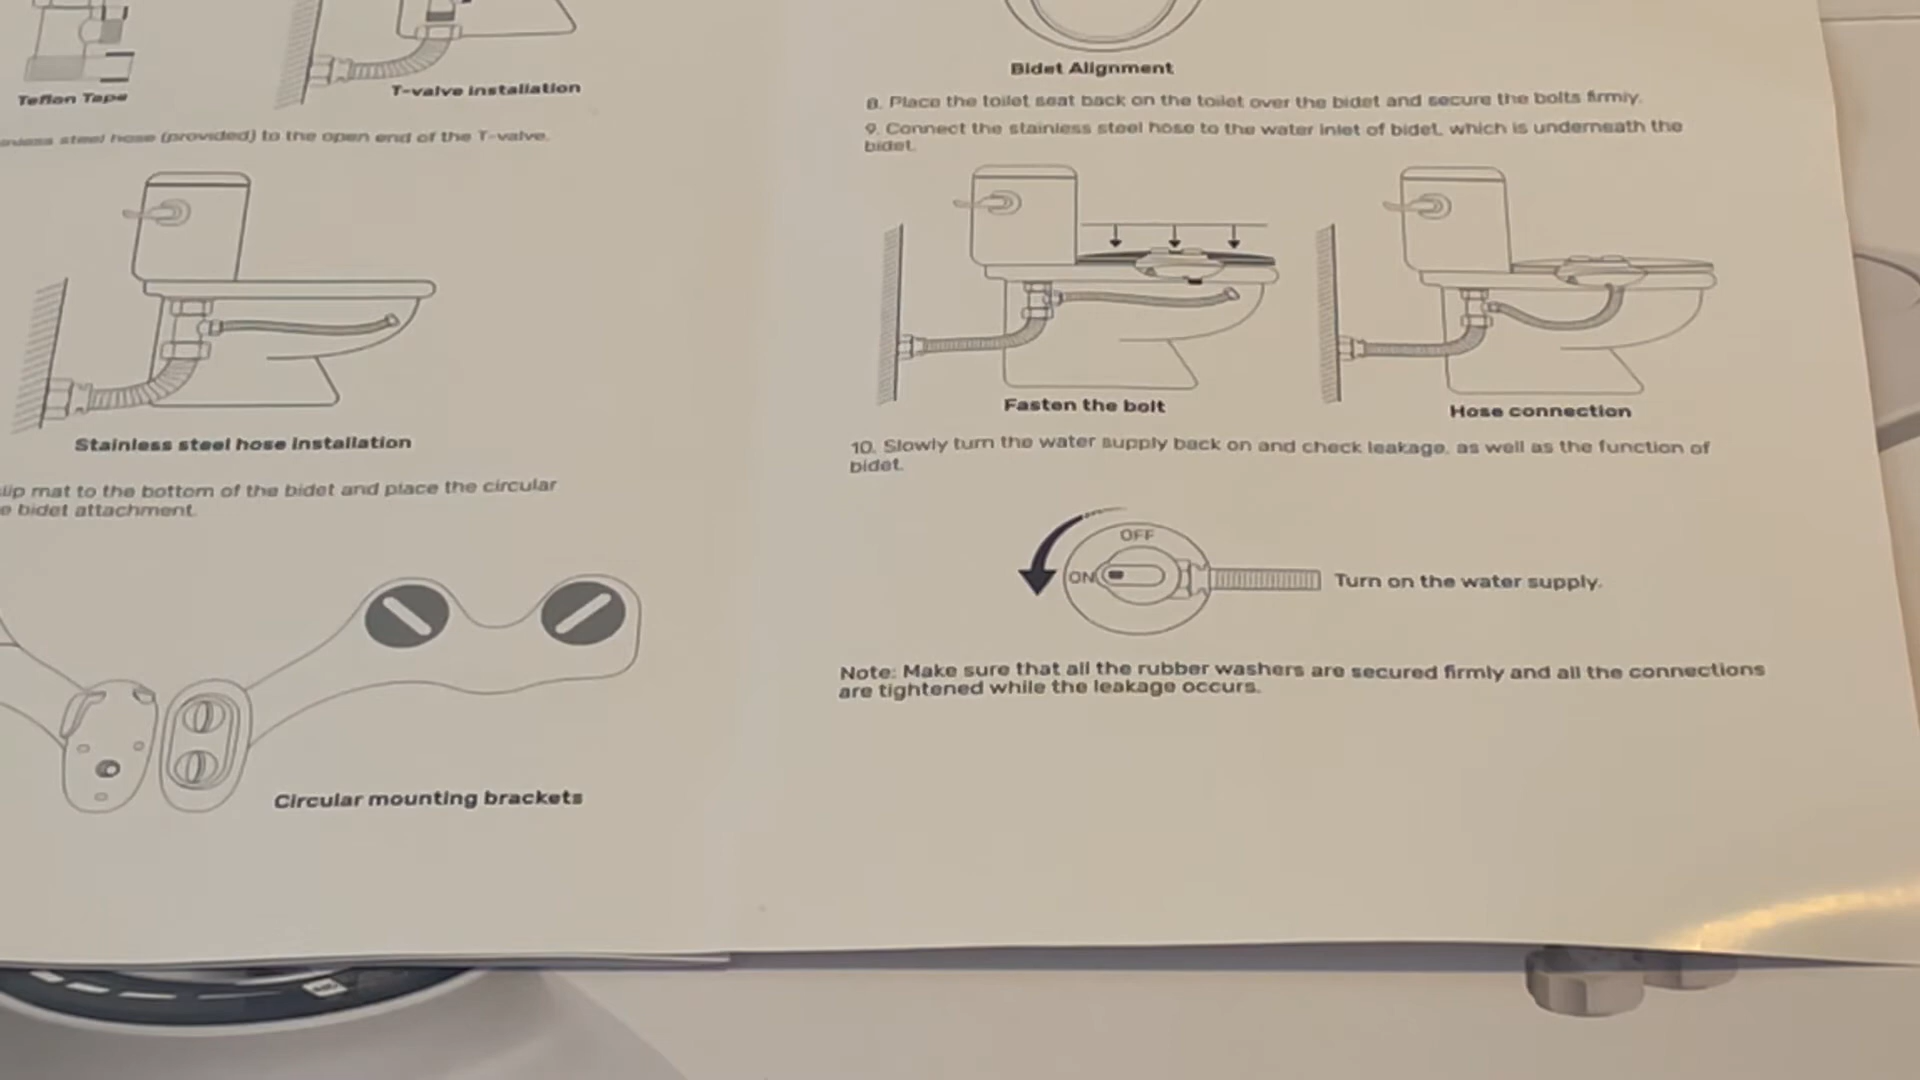 Teflon Tape
T-valve installation
steel hose (provided) to the open end of the T-valve.
Stainless steel hose installation
mat to the bottom of the bidet and place the circular
bidet attachment.
Circular mounting brackets
Bidet Alignment
8. Place the toilet seat back on the toilet over the bidet and secure the bolts firmly.
9. Connect the stainless steel hose to the water inlet of bidet, which is underneath the
bidet.
Fasten the bolt
Hose connection
10. Slowly turn the water supply back on and check leakage, as well as the function of
bidet.
OFF
ON
Turn on the water supply.
Note: Make sure that all the rubber washers are secured firmly and all the connections
are tightened while the leakage occurs.